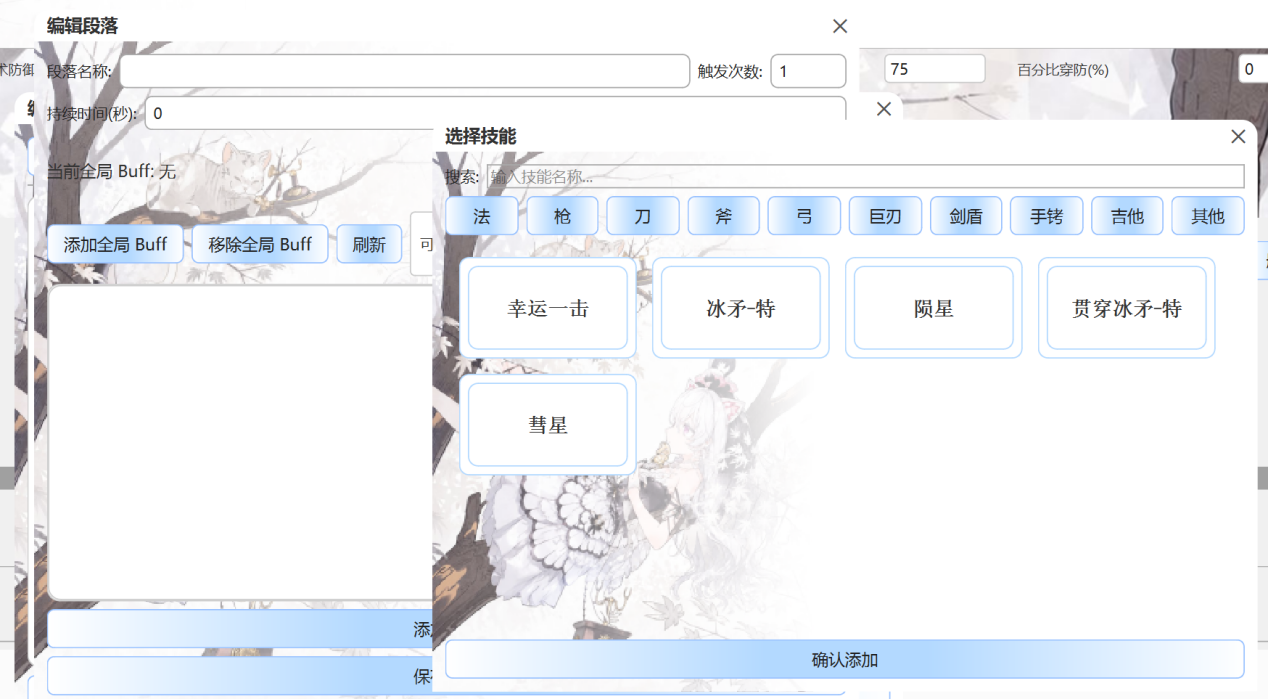 编辑段落
术防御
段落名称:
触发次数: 1
75
百分比穿防(%)
0
持续时间(秒): 0
选择技能
当前全局 Buff: 无
搜索: 输入技能名称...
法 枪 刀 斧 弓 巨刃 剑盾 手铐 吉他 其他
添加全局 Buff 移除全局 Buff 刷新 可
幸运一击 冰矛-特 陨星 贯穿冰矛-特
彗星
添
确认添加
保